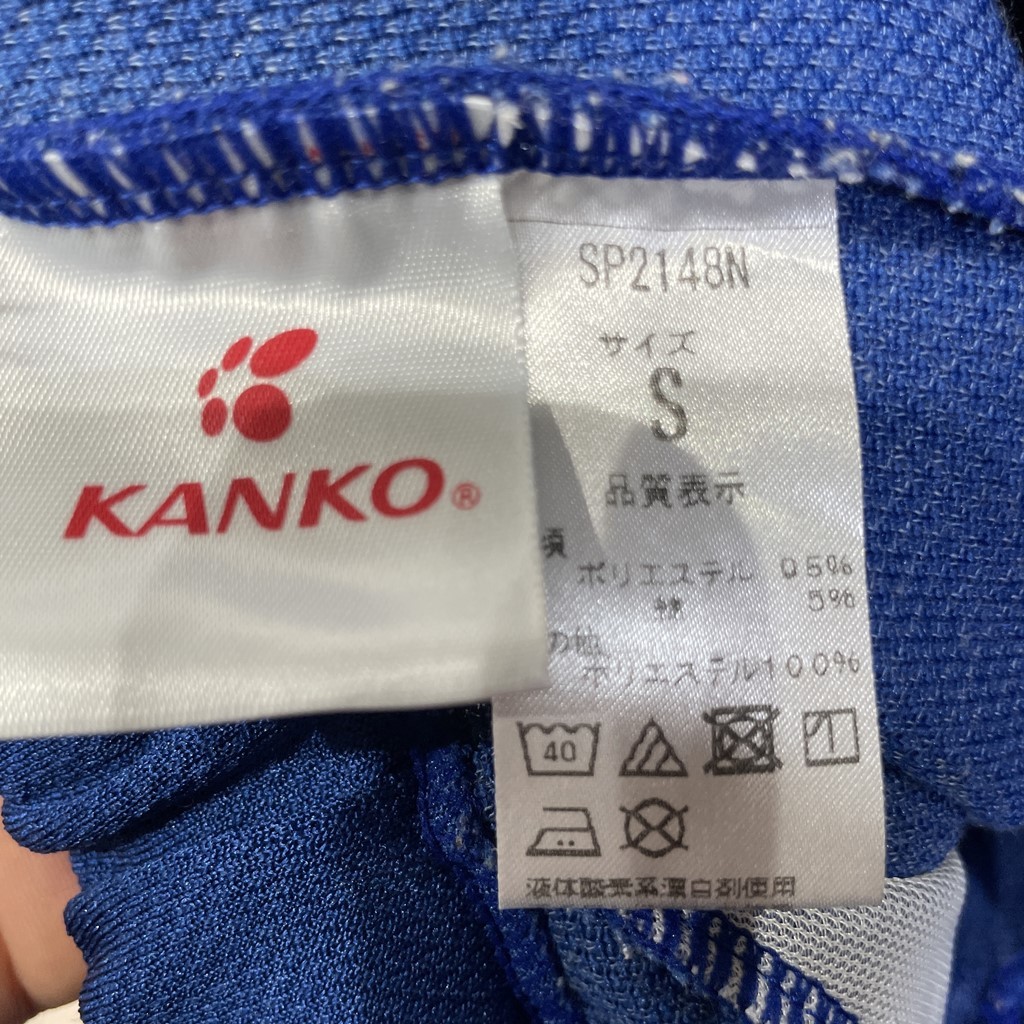 KANKO®
SP2148N
サイズ
S
品質表示
ポリエステル 95%
綿 5%
の他
ポリエステル100%
40
液体酸素系漂白剤使用